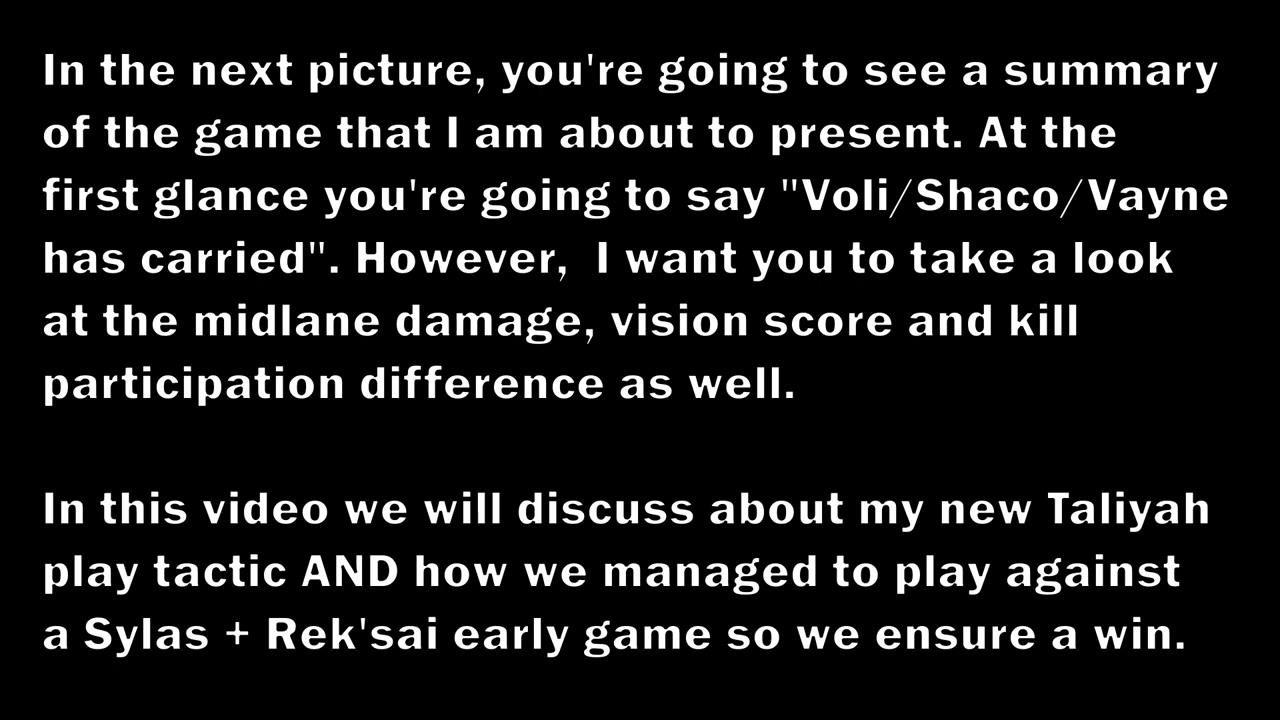 In the next picture, you're going to see a summary
of the game that I am about to present. At the
first glance you're going to say "Voli/Shaco/Vayne
has carried". However,  I want you to take a look
at the midlane damage, vision score and kill
participation difference as well.
In this video we will discuss about my new Taliyah
play tactic AND how we managed to play against
a Sylas + Rek'sai early game so we ensure a win.